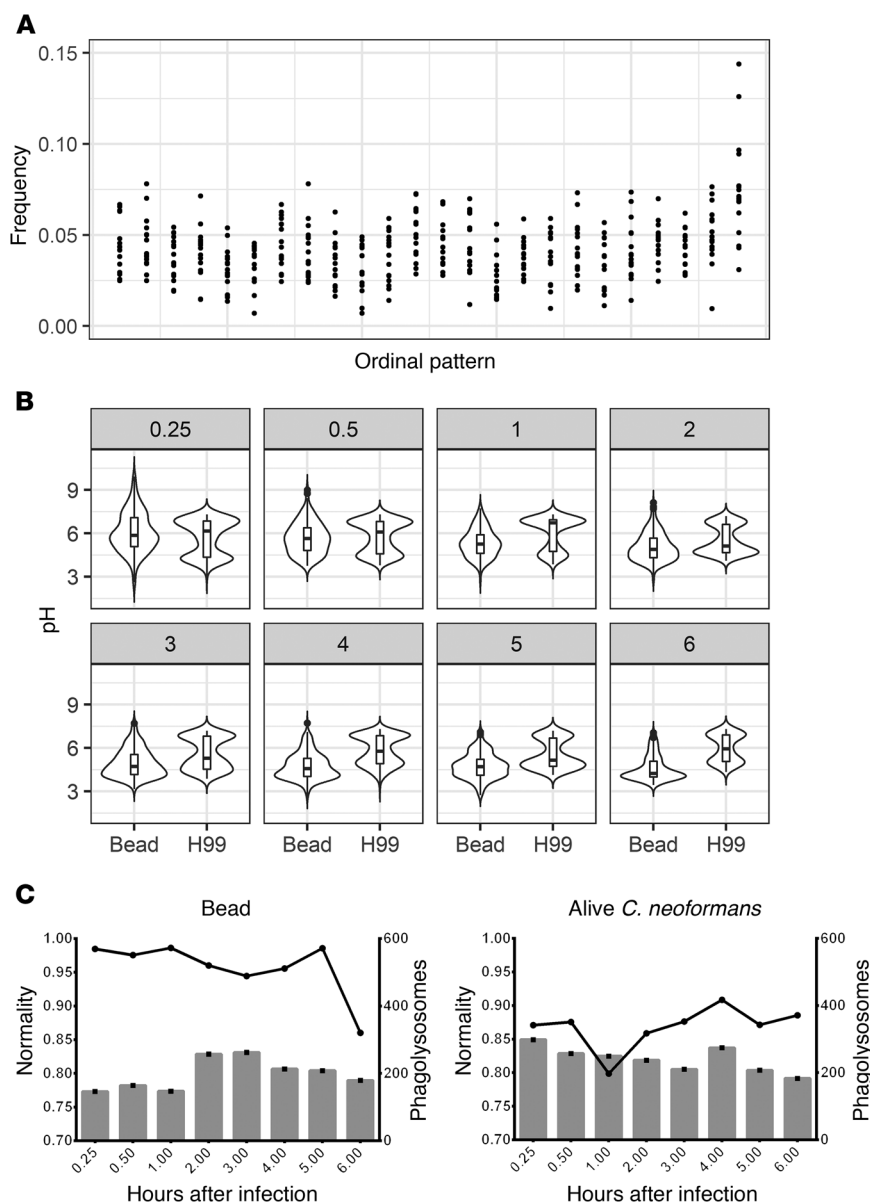 A
0.15
0.10
0.05
0.00
Frequency
Ordinal pattern
B
0.25 0.5 1 2
9
6
3
pH
3 4 5 6
9
6
3
Bead H99 Bead H99 Bead H99 Bead H99
C
Bead Alive C. neoformans
1.00 600 1.00 600
0.95 0.95
0.90 400 0.90 400
0.85 0.85
0.80 200 0.80 200
0.75 0.75
0.70 0 0.70 0
Normality Phagolysosomes Normality Phagolysosomes
0.25 0.50 1.00 2.00 3.00 4.00 5.00 6.00 0.25 0.50 1.00 2.00 3.00 4.00 5.00 6.00
Hours after infection Hours after infection